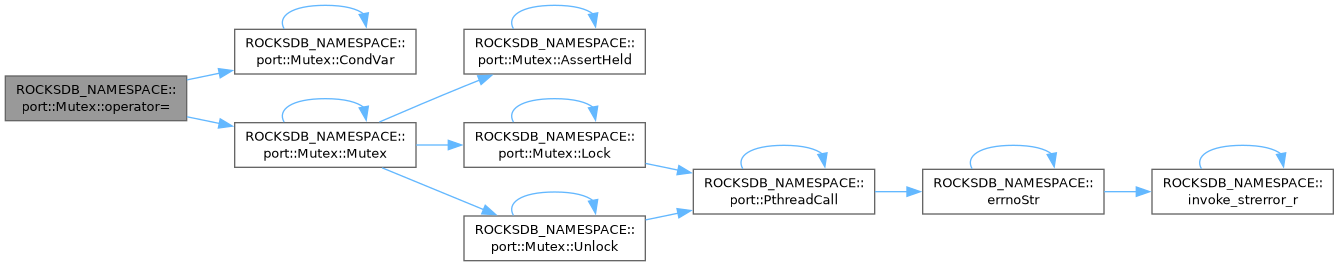 ROCKSDB_NAMESPACE::
port::Mutex::operator=
ROCKSDB_NAMESPACE::
port::Mutex::CondVar
ROCKSDB_NAMESPACE::
port::Mutex::Mutex
ROCKSDB_NAMESPACE::
port::Mutex::AssertHeld
ROCKSDB_NAMESPACE::
port::Mutex::Lock
ROCKSDB_NAMESPACE::
port::Mutex::Unlock
ROCKSDB_NAMESPACE::
port::PthreadCall
ROCKSDB_NAMESPACE::
errnoStr
ROCKSDB_NAMESPACE::
invoke_strerror_r